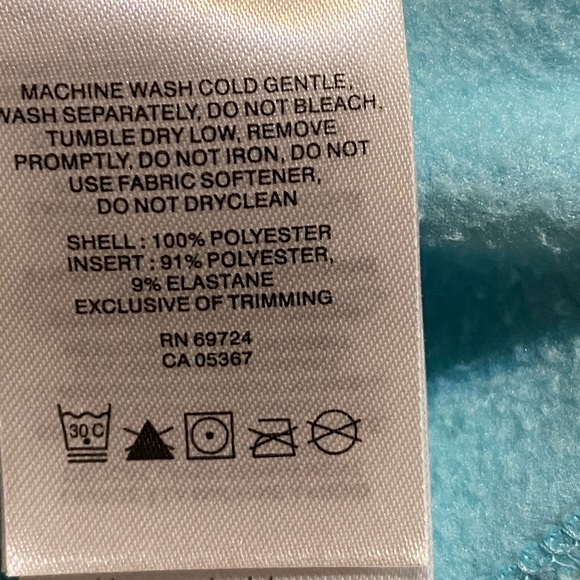 MACHINE WASH COLD GENTLE,
WASH SEPARATELY, DO NOT BLEACH.
TUMBLE DRY LOW, REMOVE
PROMPTLY, DO NOT IRON, DO NOT
USE FABRIC SOFTENER,
DO NOT DRYCLEAN
SHELL : 100% POLYESTER
INSERT : 91% POLYESTER,
9% ELASTANE
EXCLUSIVE OF TRIMMING
RN 69724
CA 05367
30 C